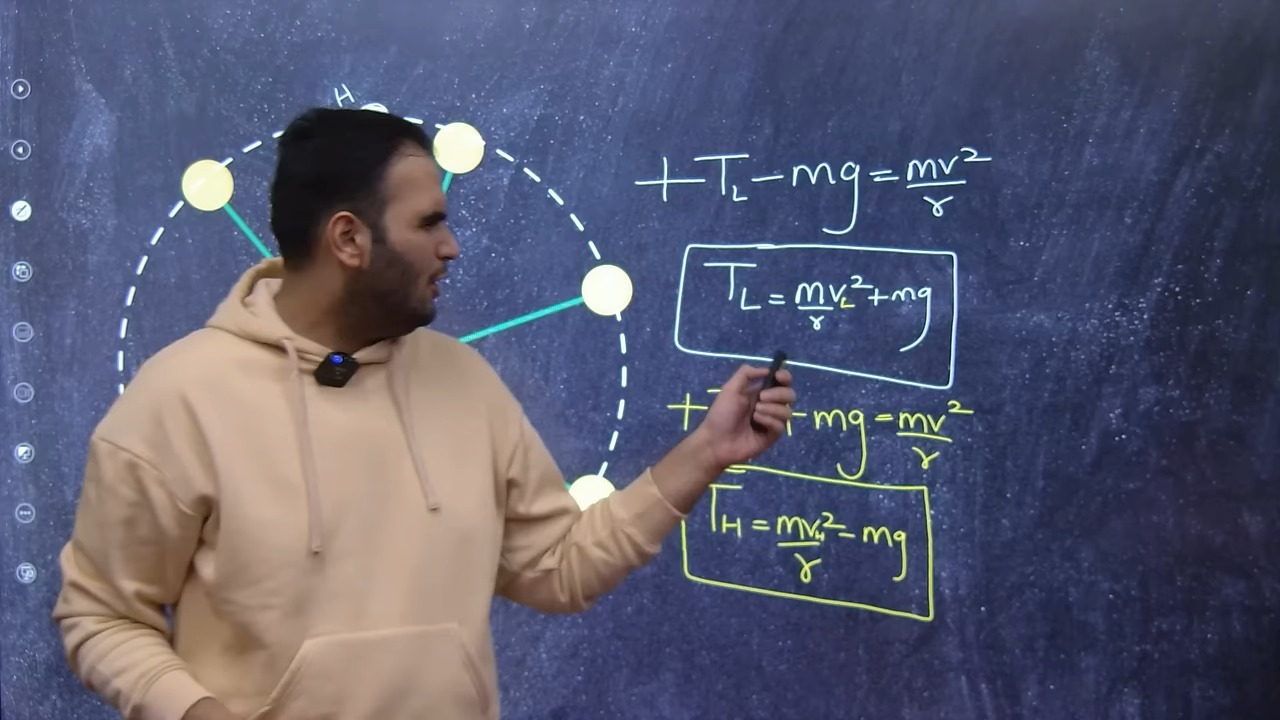 H
+T_L - mg = mv²/r
T_L = mv_L²/r + mg
- mg = mv²/r
T_H = mv_H²/r - mg